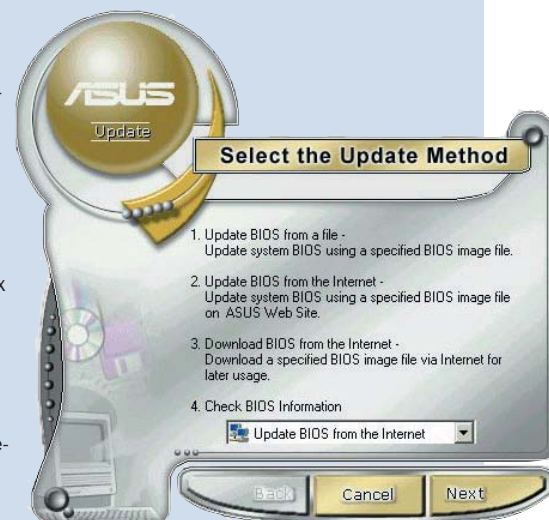 ASUS
Update
Select the Update Method
1. Update BIOS from a file -
Update system BIOS using a specified BIOS image file.
2. Update BIOS from the Internet -
Update system BIOS using a specified BIOS image file
on ASUS Web Site.
3. Download BIOS from the Internet -
Download a specified BIOS image file via Internet for
later usage.
4. Check BIOS Information
Update BIOS from the Internet
Back Cancel Next